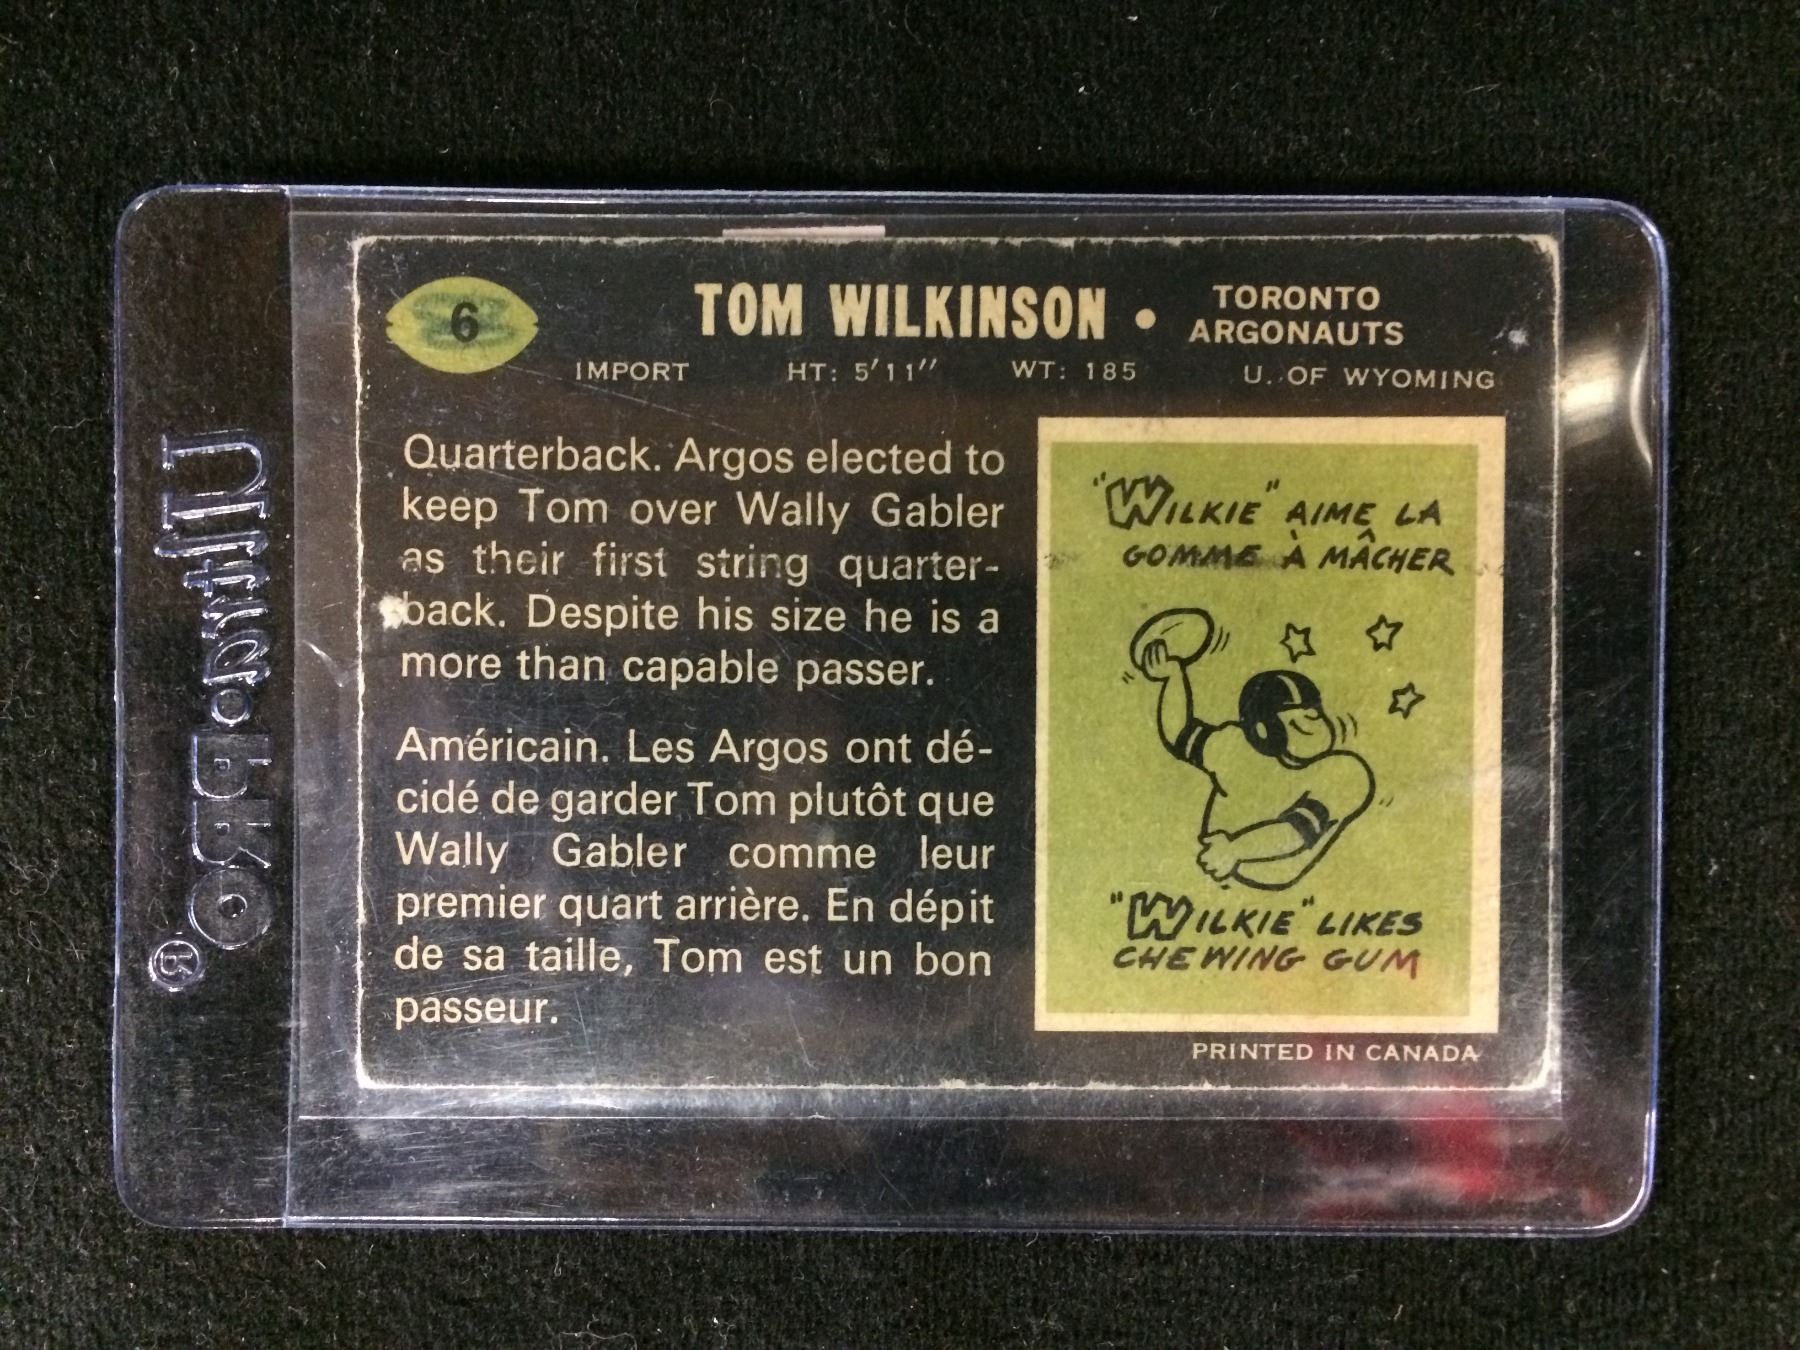 6
TOM WILKINSON • TORONTO
ARGONAUTS
IMPORT HT: 5'11" WT: 185 U. OF WYOMING
Quarterback. Argos elected to
keep Tom over Wally Gabler
as their first string quarter-
back. Despite his size he is a
more than capable passer.
Américain. Les Argos ont dé-
cidé de garder Tom plutôt que
Wally Gabler comme leur
premier quart arrière. En dépit
de sa taille, Tom est un bon
passeur.
"WILKIE" AIME LA
GOMME À MÂCHER
"WILKIE" LIKES
CHEWING GUM
PRINTED IN CANADA
Ultra•PRO®